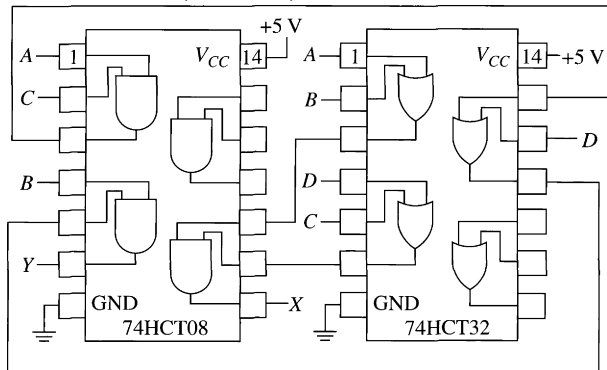 +5 V
A 1 V_CC 14 A 1 V_CC 14 +5 V
C B
D
B D
C
Y
GND X GND
74HCT08 74HCT32